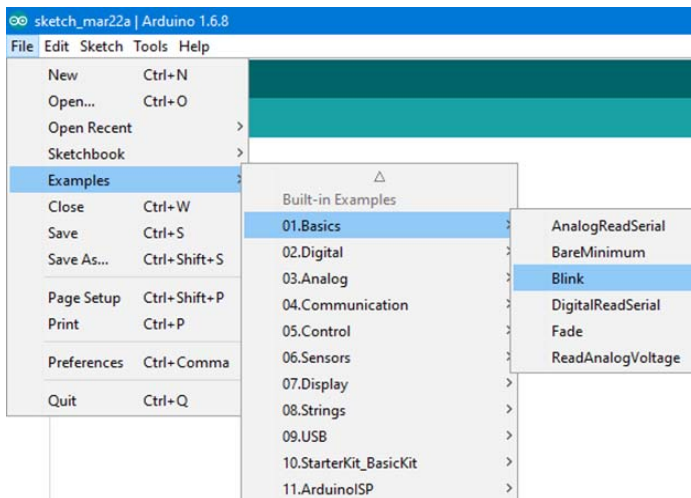 sketch_mar22a | Arduino 1.6.8
File Edit Sketch Tools Help
New Ctrl+N
Open... Ctrl+O
Open Recent
Sketchbook
Examples
Close Ctrl+W
Save Ctrl+S
Save As... Ctrl+Shift+S
Page Setup Ctrl+Shift+P
Print Ctrl+P
Preferences Ctrl+Comma
Quit Ctrl+Q
Built-in Examples
01.Basics
02.Digital
03.Analog
04.Communication
05.Control
06.Sensors
07.Display
08.Strings
09.USB
10.StarterKit_BasicKit
11.ArduinoISP
AnalogReadSerial
BareMinimum
Blink
DigitalReadSerial
Fade
ReadAnalogVoltage